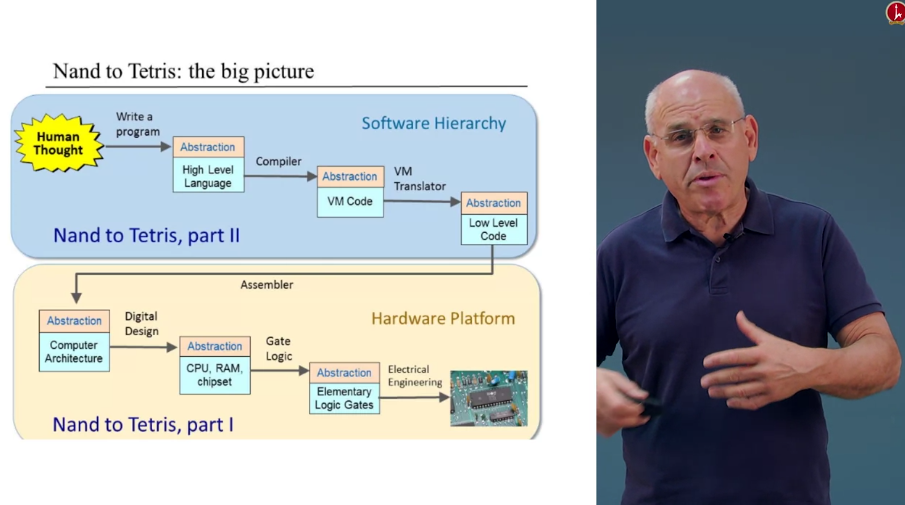 Nand to Tetris: the big picture
Software Hierarchy
Human
Thought
Write a
program
Abstraction
High Level
Language
Compiler
Abstraction
VM Code
VM
Translator
Abstraction
Low Level
Code
Nand to Tetris, part II
Assembler
Hardware Platform
Abstraction
Computer
Architecture
Digital
Design
Abstraction
CPU, RAM,
chipset
Gate
Logic
Abstraction
Elementary
Logic Gates
Electrical
Engineering
Nand to Tetris, part I